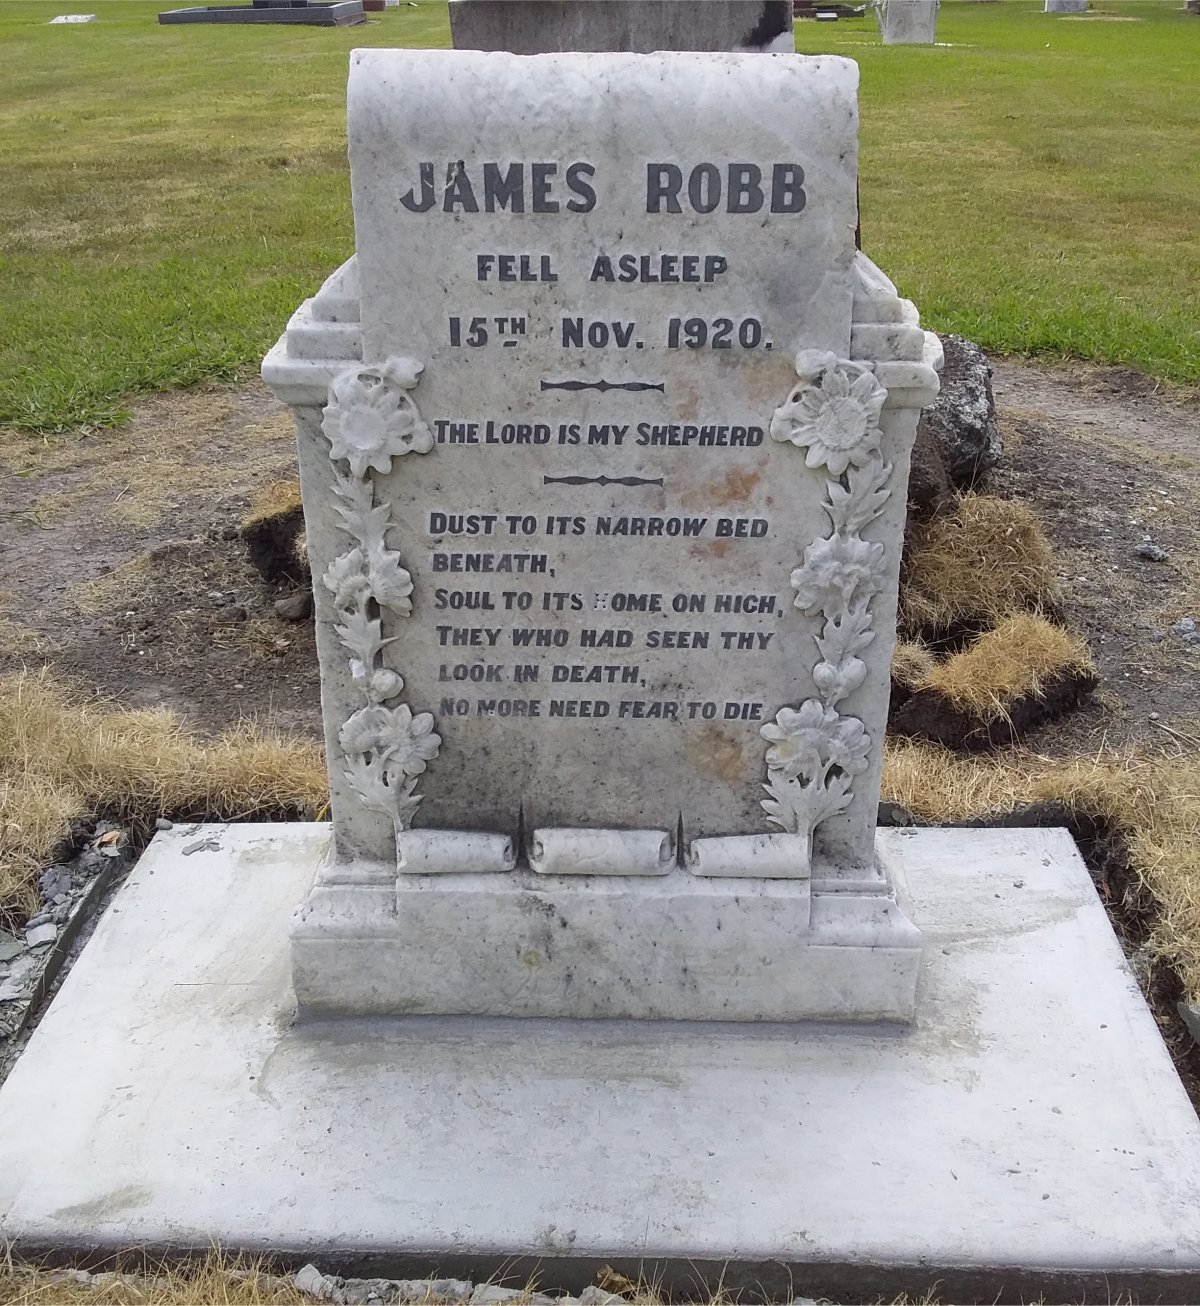 JAMES ROBB
FELL ASLEEP
15TH NOV. 1920.
THE LORD IS MY SHEPHERD
DUST TO ITS NARROW BED
BENEATH,
SOUL TO ITS HOME ON HIGH,
THEY WHO HAD SEEN THY
LOOK IN DEATH,
NO MORE NEED FEAR TO DIE